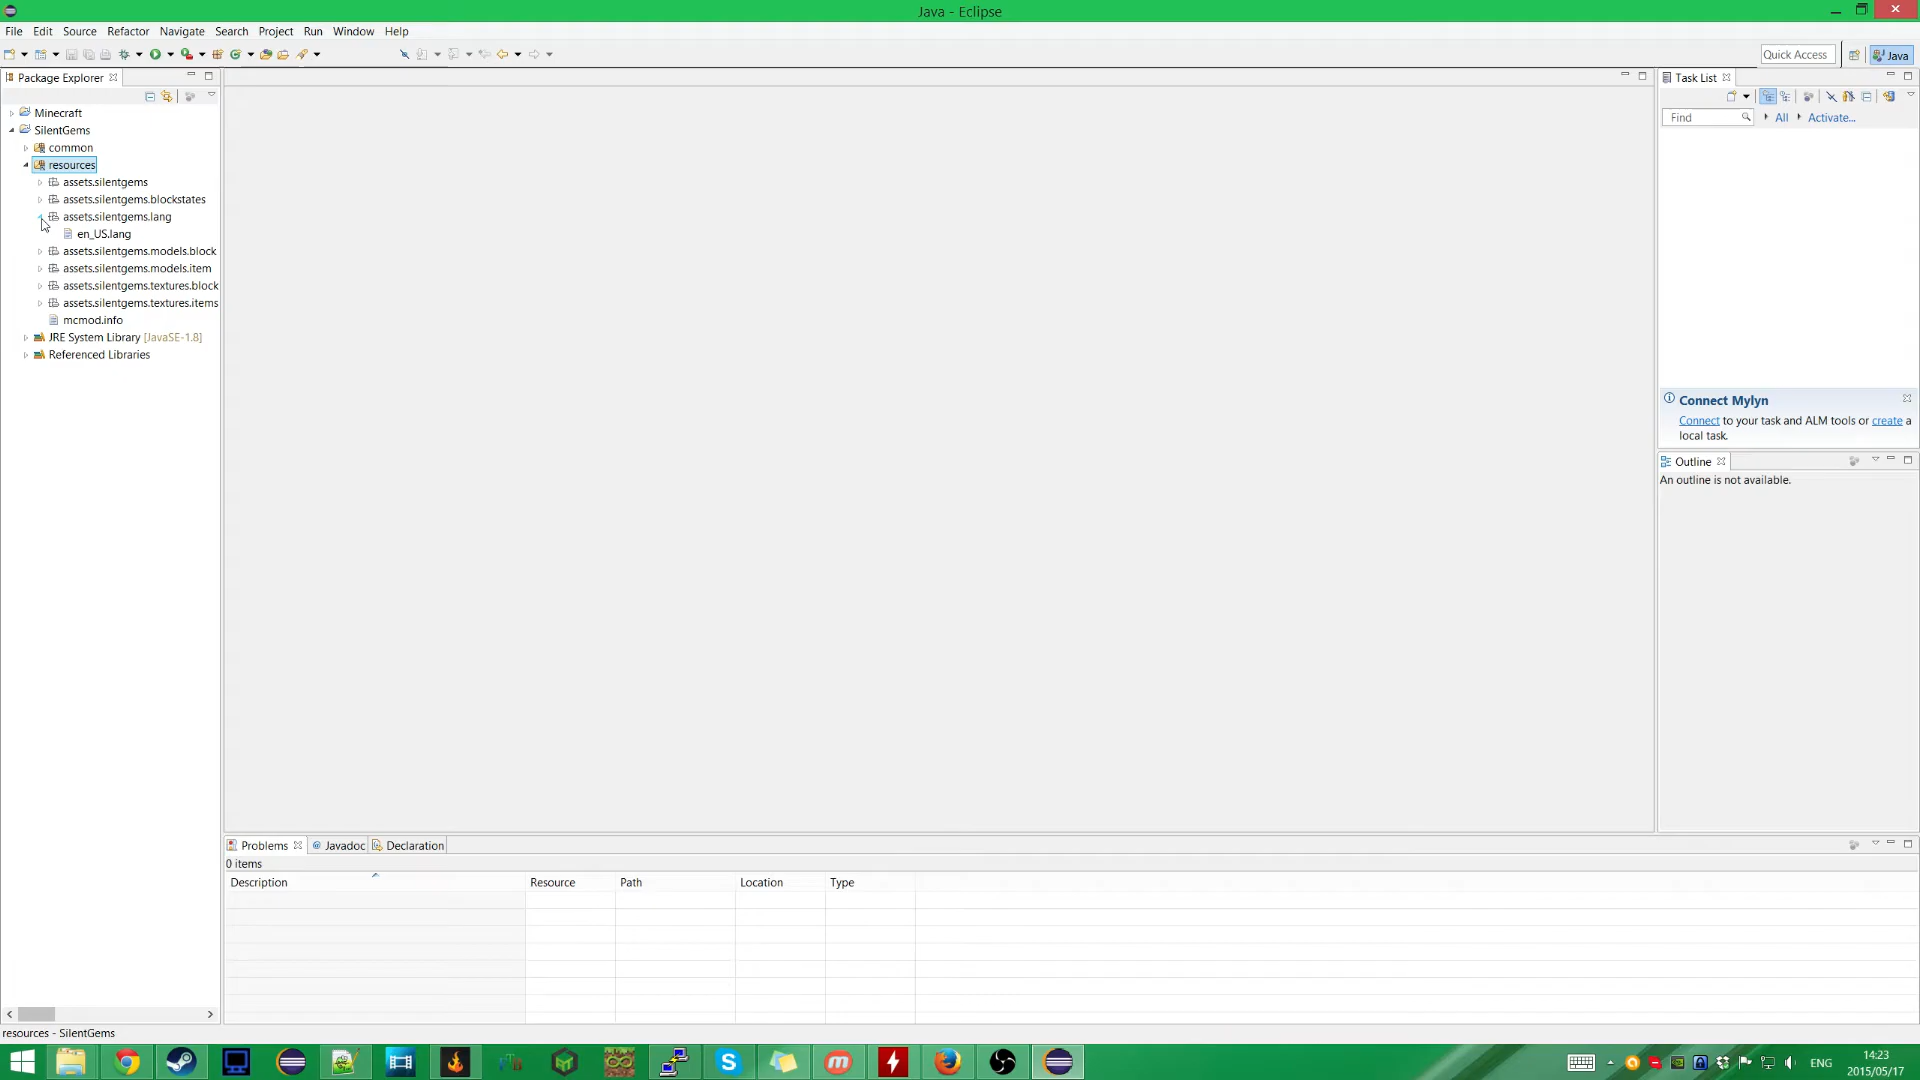 Java - Eclipse
File Edit Source Refactor Navigate Search Project Run Window Help
Quick Access
Java
Package Explorer
Task List
Minecraft
SilentGems
common
resources
assets.silentgems
assets.silentgems.blockstates
assets.silentgems.lang
en_US.lang
assets.silentgems.models.block
assets.silentgems.models.item
assets.silentgems.textures.block
assets.silentgems.textures.items
mcmod.info
JRE System Library [JavaSE-1.8]
Referenced Libraries
Find
All
Activate...
Connect Mylyn
Connect to your task and ALM tools or create a
local task.
Outline
An outline is not available.
Problems
Javadoc
Declaration
0 items
Description Resource Path Location Type
resources - SilentGems
ENG
14:23
2015/05/17